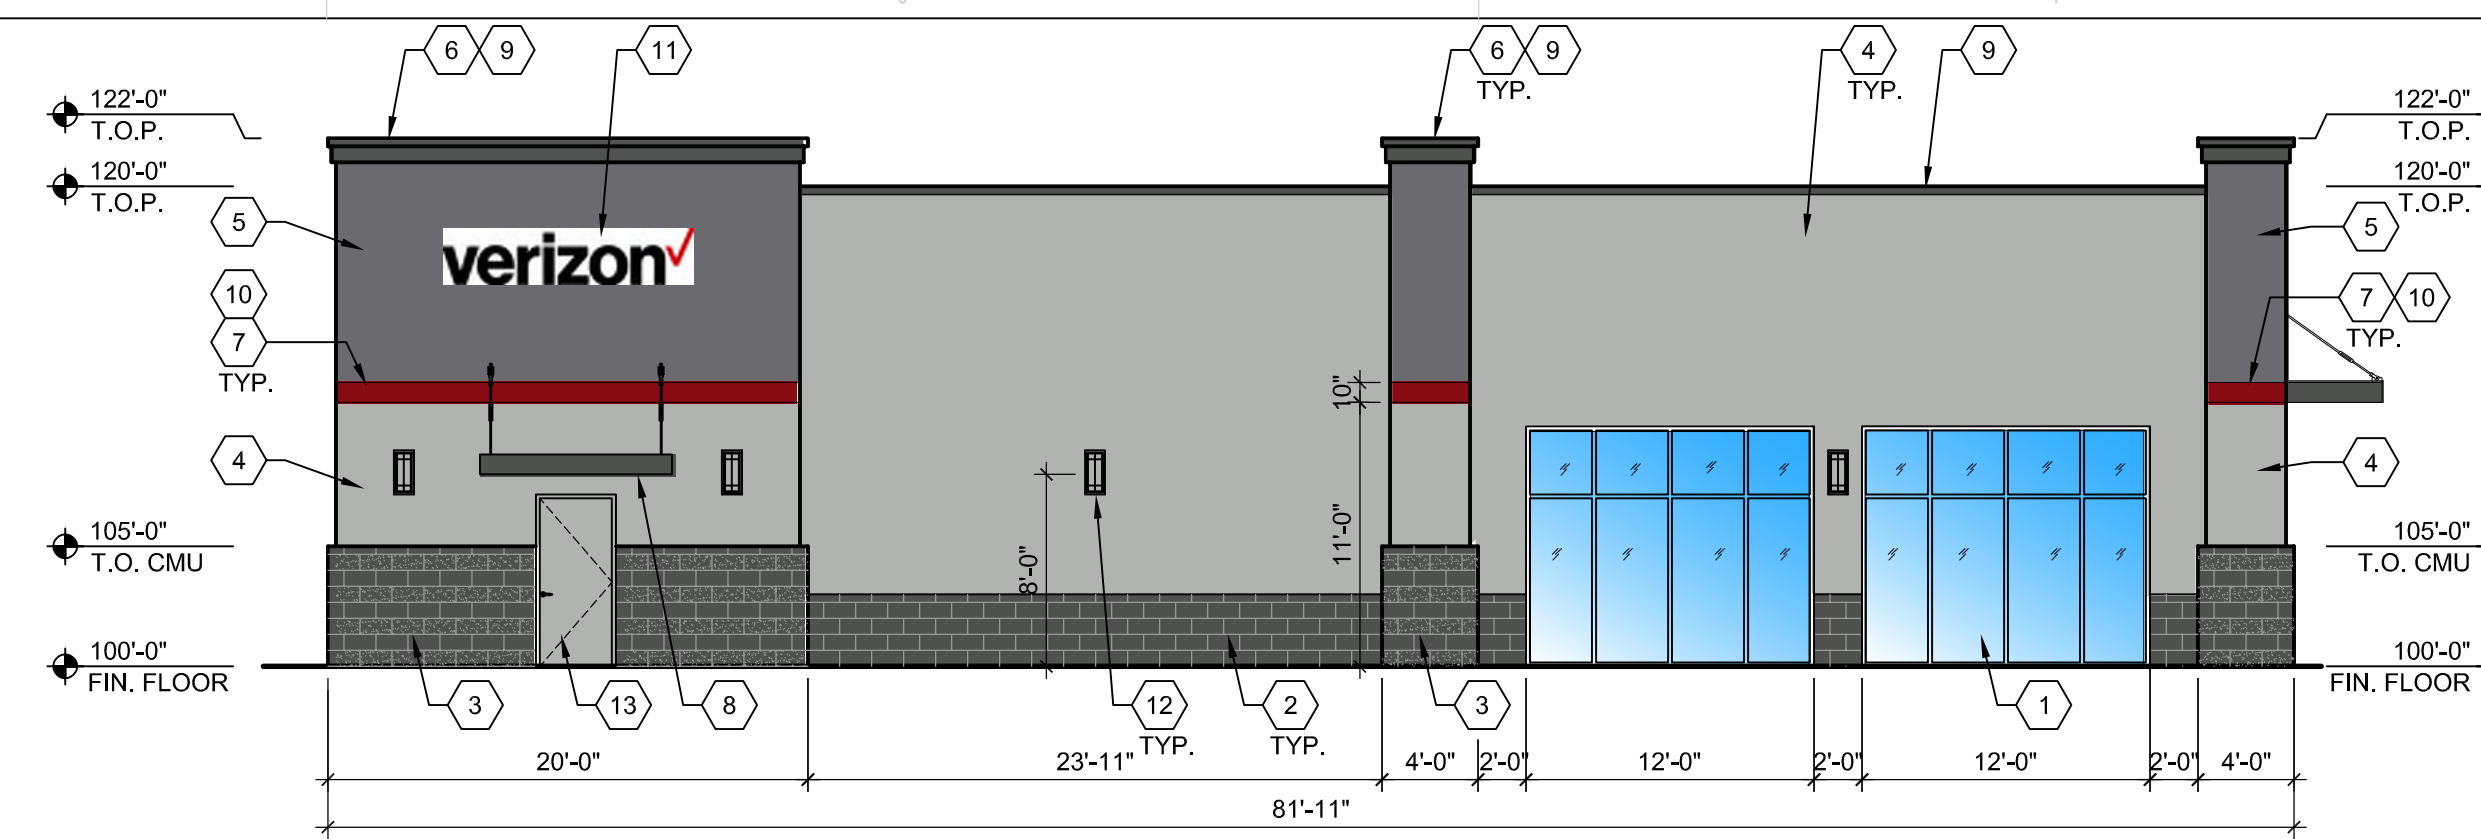 6 9 11 6 9 4 9
TYP. TYP.
122'-0" 122'-0"
T.O.P. T.O.P.
120'-0" 120'-0"
T.O.P. T.O.P.
5 5
verizon
10 7 10
7 TYP.
TYP.
10"
4 4
11'-0"
8'-0"
105'-0" 105'-0"
T.O. CMU T.O. CMU
100'-0" 100'-0"
FIN. FLOOR FIN. FLOOR
3 13 8 12 2 3 1
TYP. TYP.
20'-0" 23'-11" 4'-0" 2'-0" 12'-0" 2'-0" 12'-0" 2'-0" 4'-0"
81'-11"